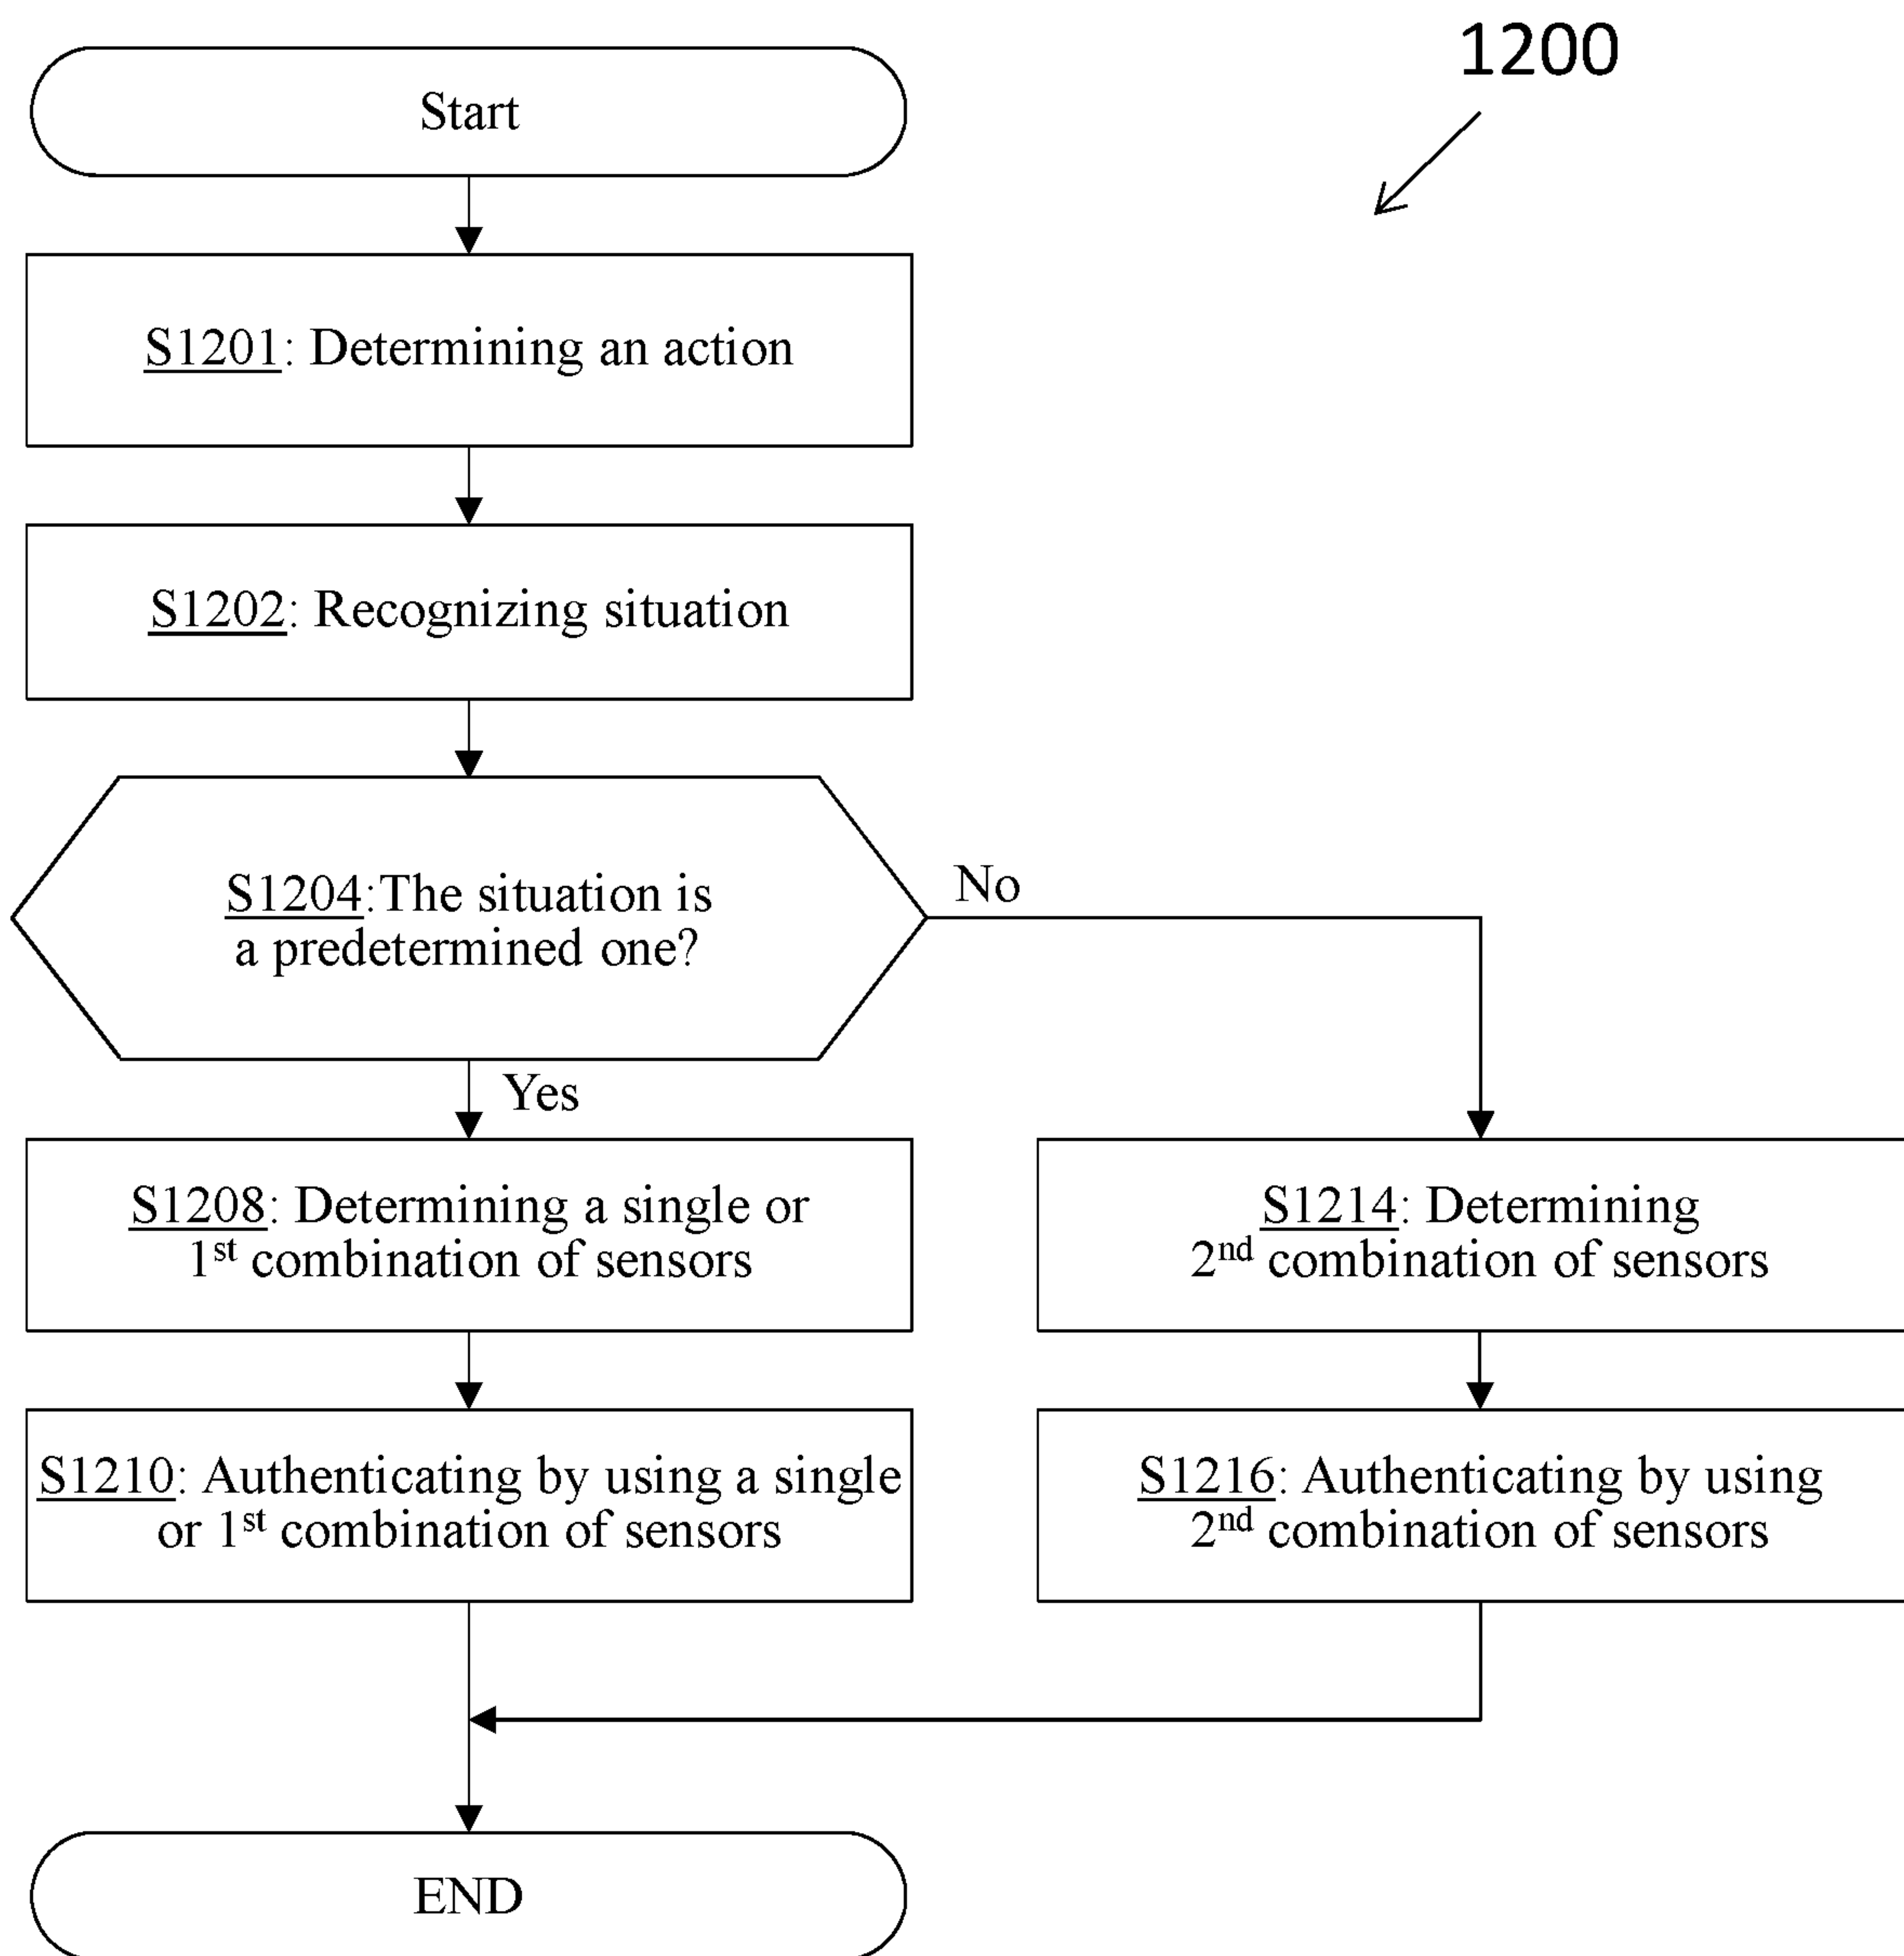 1200
Start
S1201: Determining an action
S1202: Recognizing situation
S1204:The situation is
a predetermined one?
No
Yes
S1208: Determining a single or
1st combination of sensors
S1214: Determining
2nd combination of sensors
S1210: Authenticating by using a single
or 1st combination of sensors
S1216: Authenticating by using
2nd combination of sensors
END